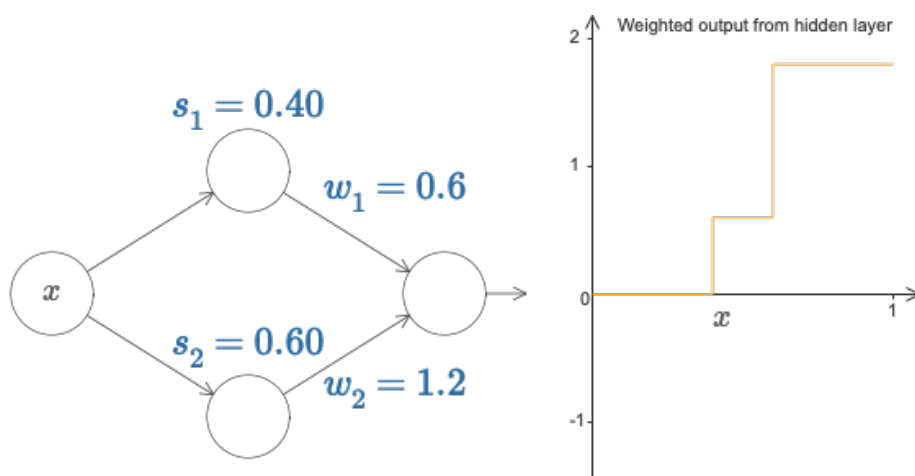 s₁ = 0.40
w₁ = 0.6
x
s₂ = 0.60
w₂ = 1.2
Weighted output from hidden layer
2
1
0
x
1
-1